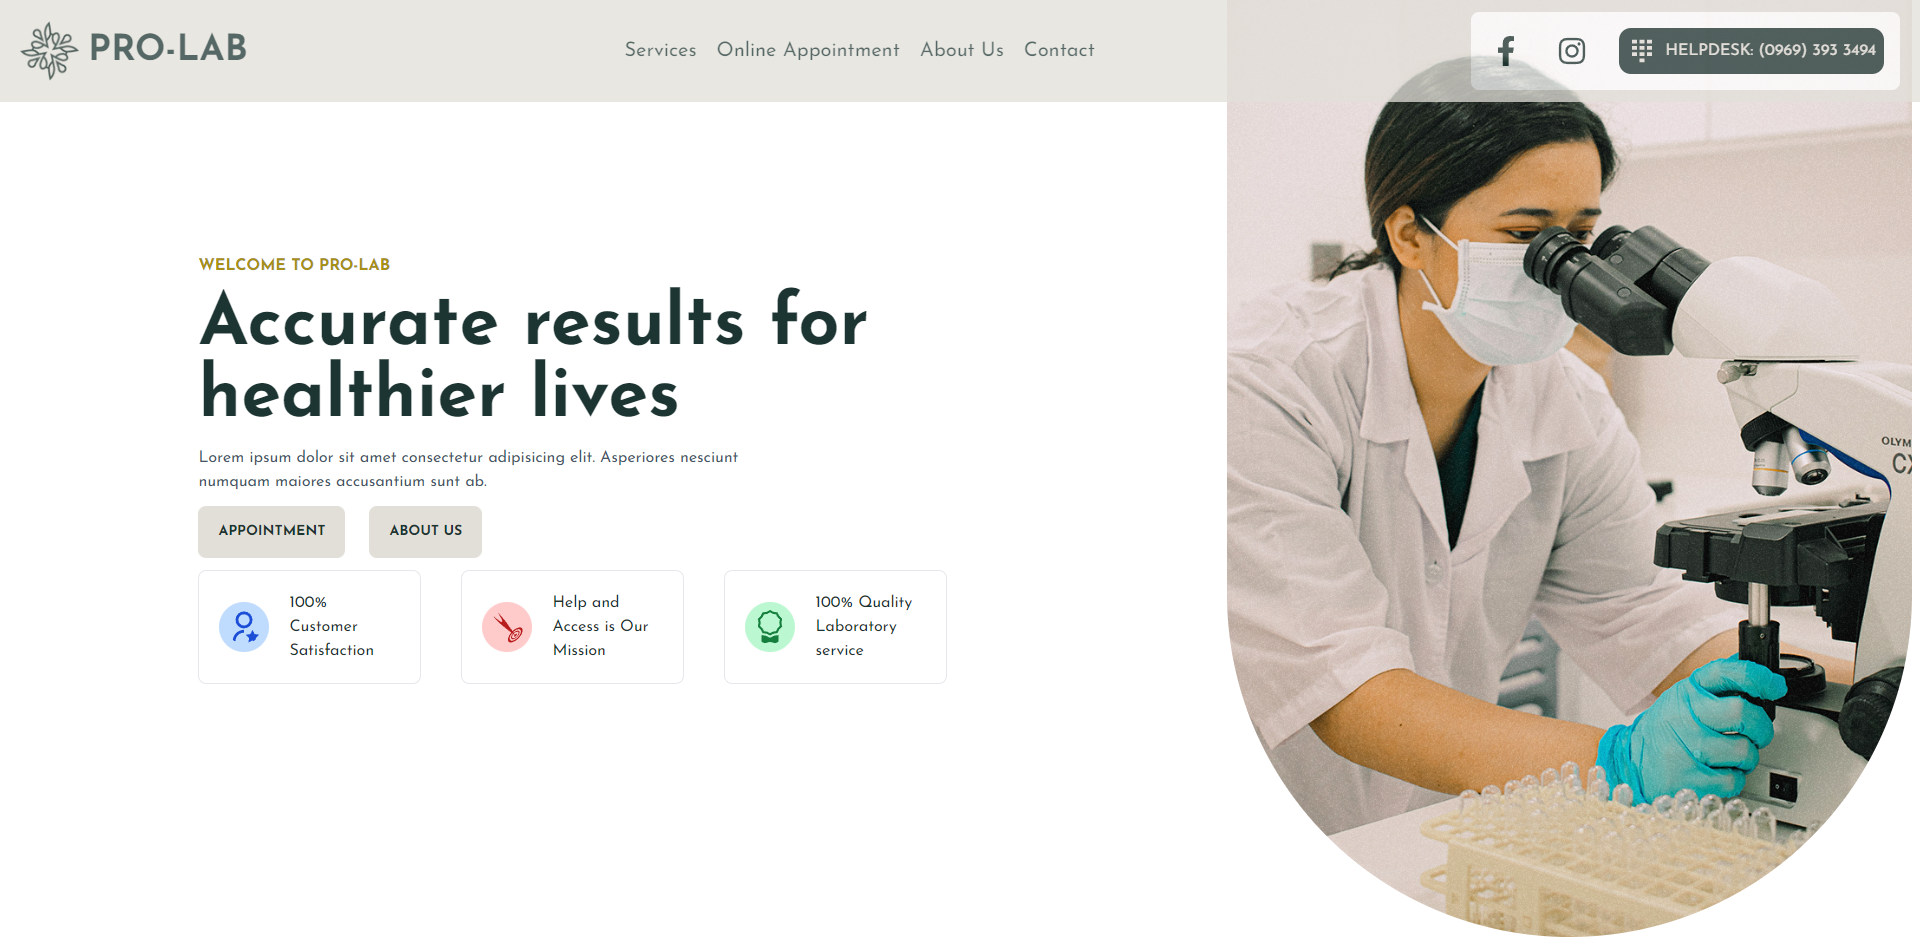 PRO-LAB
Services Online Appointment About Us Contact
HELPDESK: (0969) 393 3494
WELCOME TO PRO-LAB
Accurate results for
healthier lives
Lorem ipsum dolor sit amet consectetur adipisicing elit. Asperiores nesciunt
numquam maiores accusantium sunt ab.
APPOINTMENT
ABOUT US
100%
Customer
Satisfaction
Help and
Access is Our
Mission
100% Quality
Laboratory
service
OLYM
CX